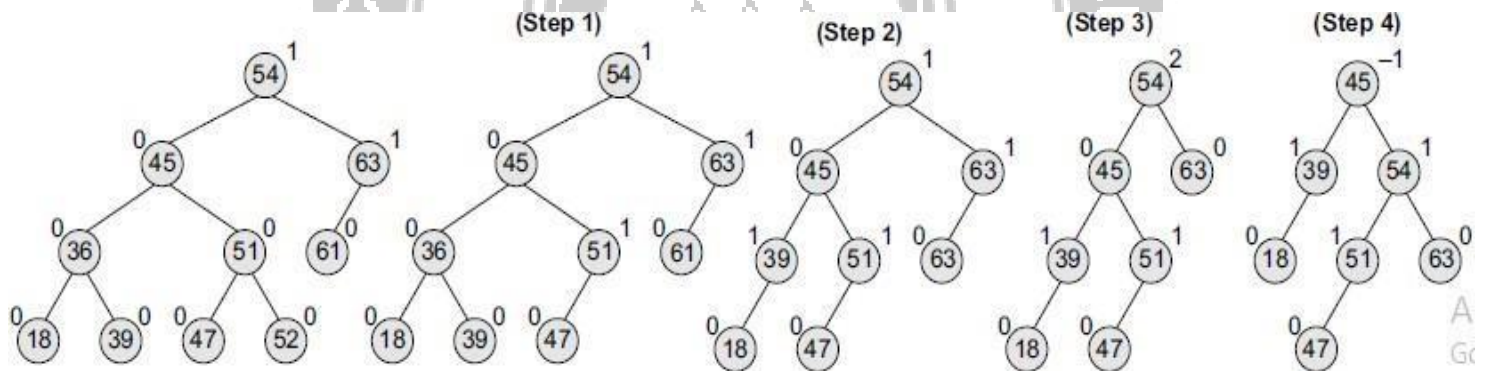 (Step 1) (Step 2) (Step 3) (Step 4)
54 1
0 45 63 1
0 36 51 0 61 0
0 18 39 0 0 47 52 0
54 1
0 45 63 1
0 36 51 1 0 61
0 18 39 0 0 47
54 1
0 45 63 1
1 39 51 1 0 63
0 18 0 47
54 2
0 45 63 0
1 39 51 1
0 18 0 47
45 –1
1 39 54 1
0 18 1 51 63 0
0 47